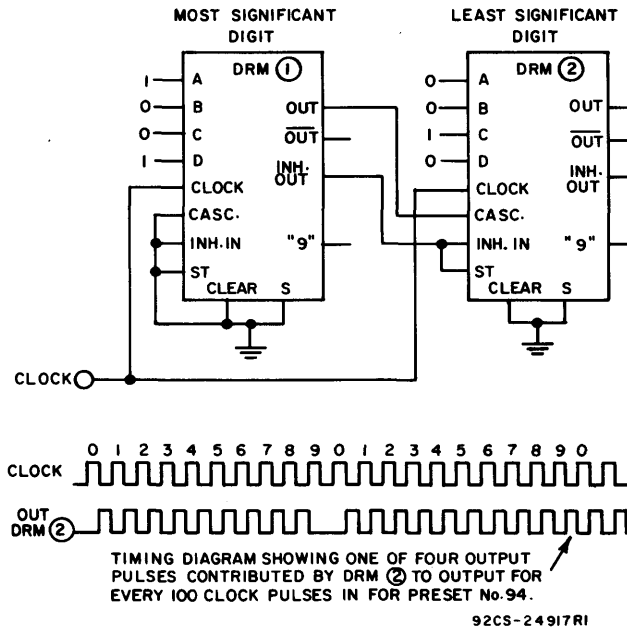 MOST SIGNIFICANT
DIGIT
LEAST SIGNIFICANT
DIGIT
DRM 1
1 A
0 B
0 C
1 D
CLOCK
CASC.
INH. IN
ST
CLEAR S
OUT
OUT
INH.
OUT
"9"
DRM 2
0 A
0 B
1 C
0 D
CLOCK
CASC.
INH. IN
ST
CLEAR S
OUT
OUT
INH.
OUT
"9"
CLOCK
0 1 2 3 4 5 6 7 8 9 0 1 2 3 4 5 6 7 8 9 0
CLOCK
OUT
DRM 2
TIMING DIAGRAM SHOWING ONE OF FOUR OUTPUT
PULSES CONTRIBUTED BY DRM 2 TO OUTPUT FOR
EVERY 100 CLOCK PULSES IN FOR PRESET No. 94.
92CS-24917R1